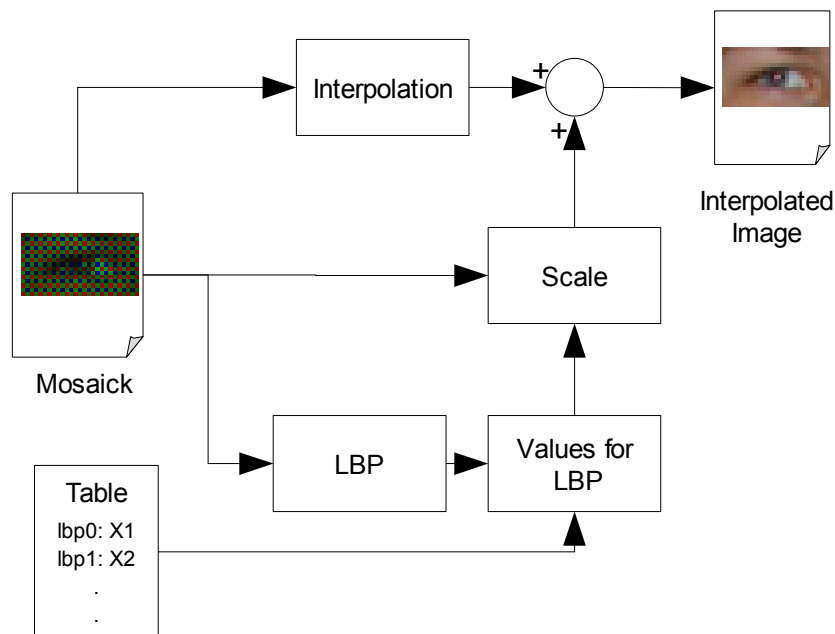 Interpolation
+
+
Interpolated
Image
Scale
Mosaick
LBP
Values for
LBP
Table
lbp0: X1
lbp1: X2
.
.